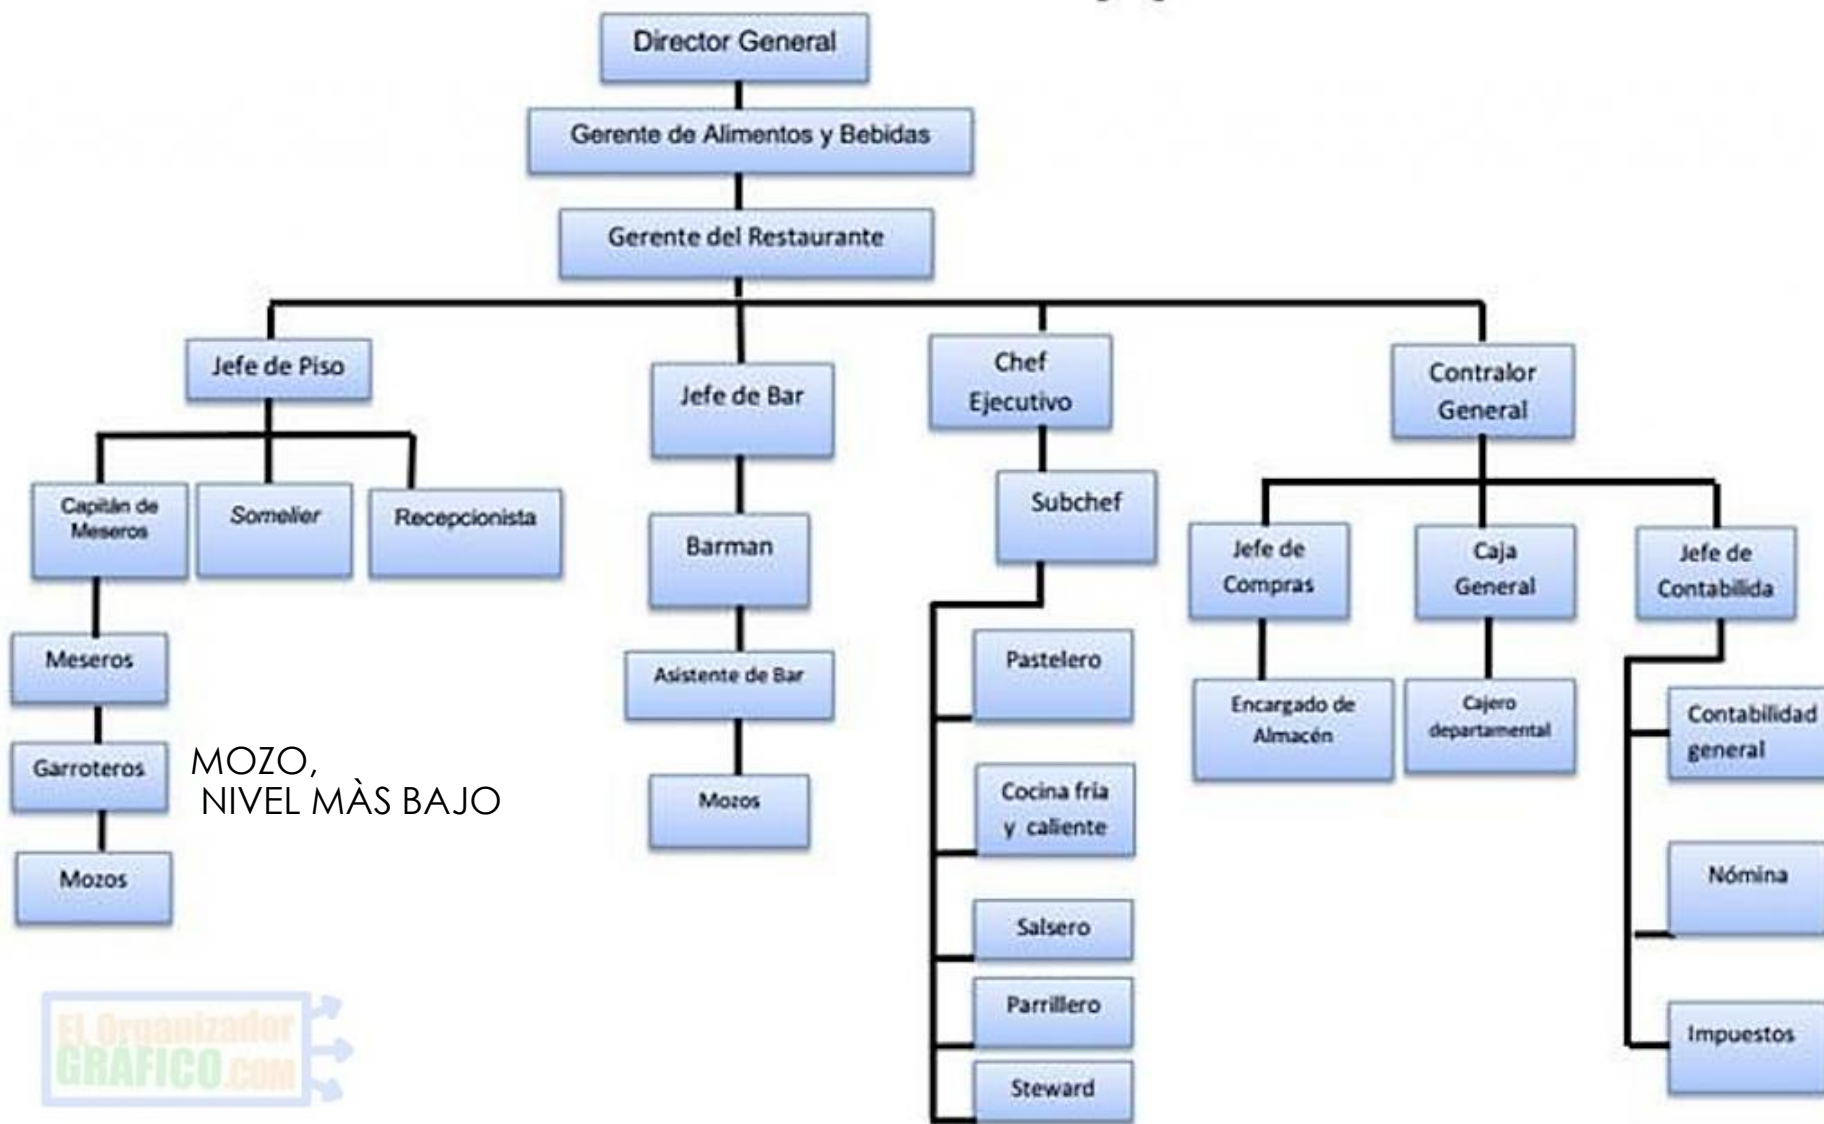 Director General
Gerente de Alimentos y Bebidas
Gerente del Restaurante
Jefe de Piso
Jefe de Bar
Chef
Ejecutivo
Contralor
General
Capitán de
Meseros
Somelier
Recepcionista
Barman
Subchef
Jefe de
Compras
Caja
General
Jefe de
Contabilida
Meseros
Asistente de Bar
Pastelero
Encargado de
Almacén
Cajero
departamental
Contabilidad
general
Garroteros
MOZO,
NIVEL MÀS BAJO
Mozos
Cocina fría
y caliente
Mozos
Nómina
Salsero
Parrillero
Impuestos
Steward
EL Organizador
GRÁFICO.COM